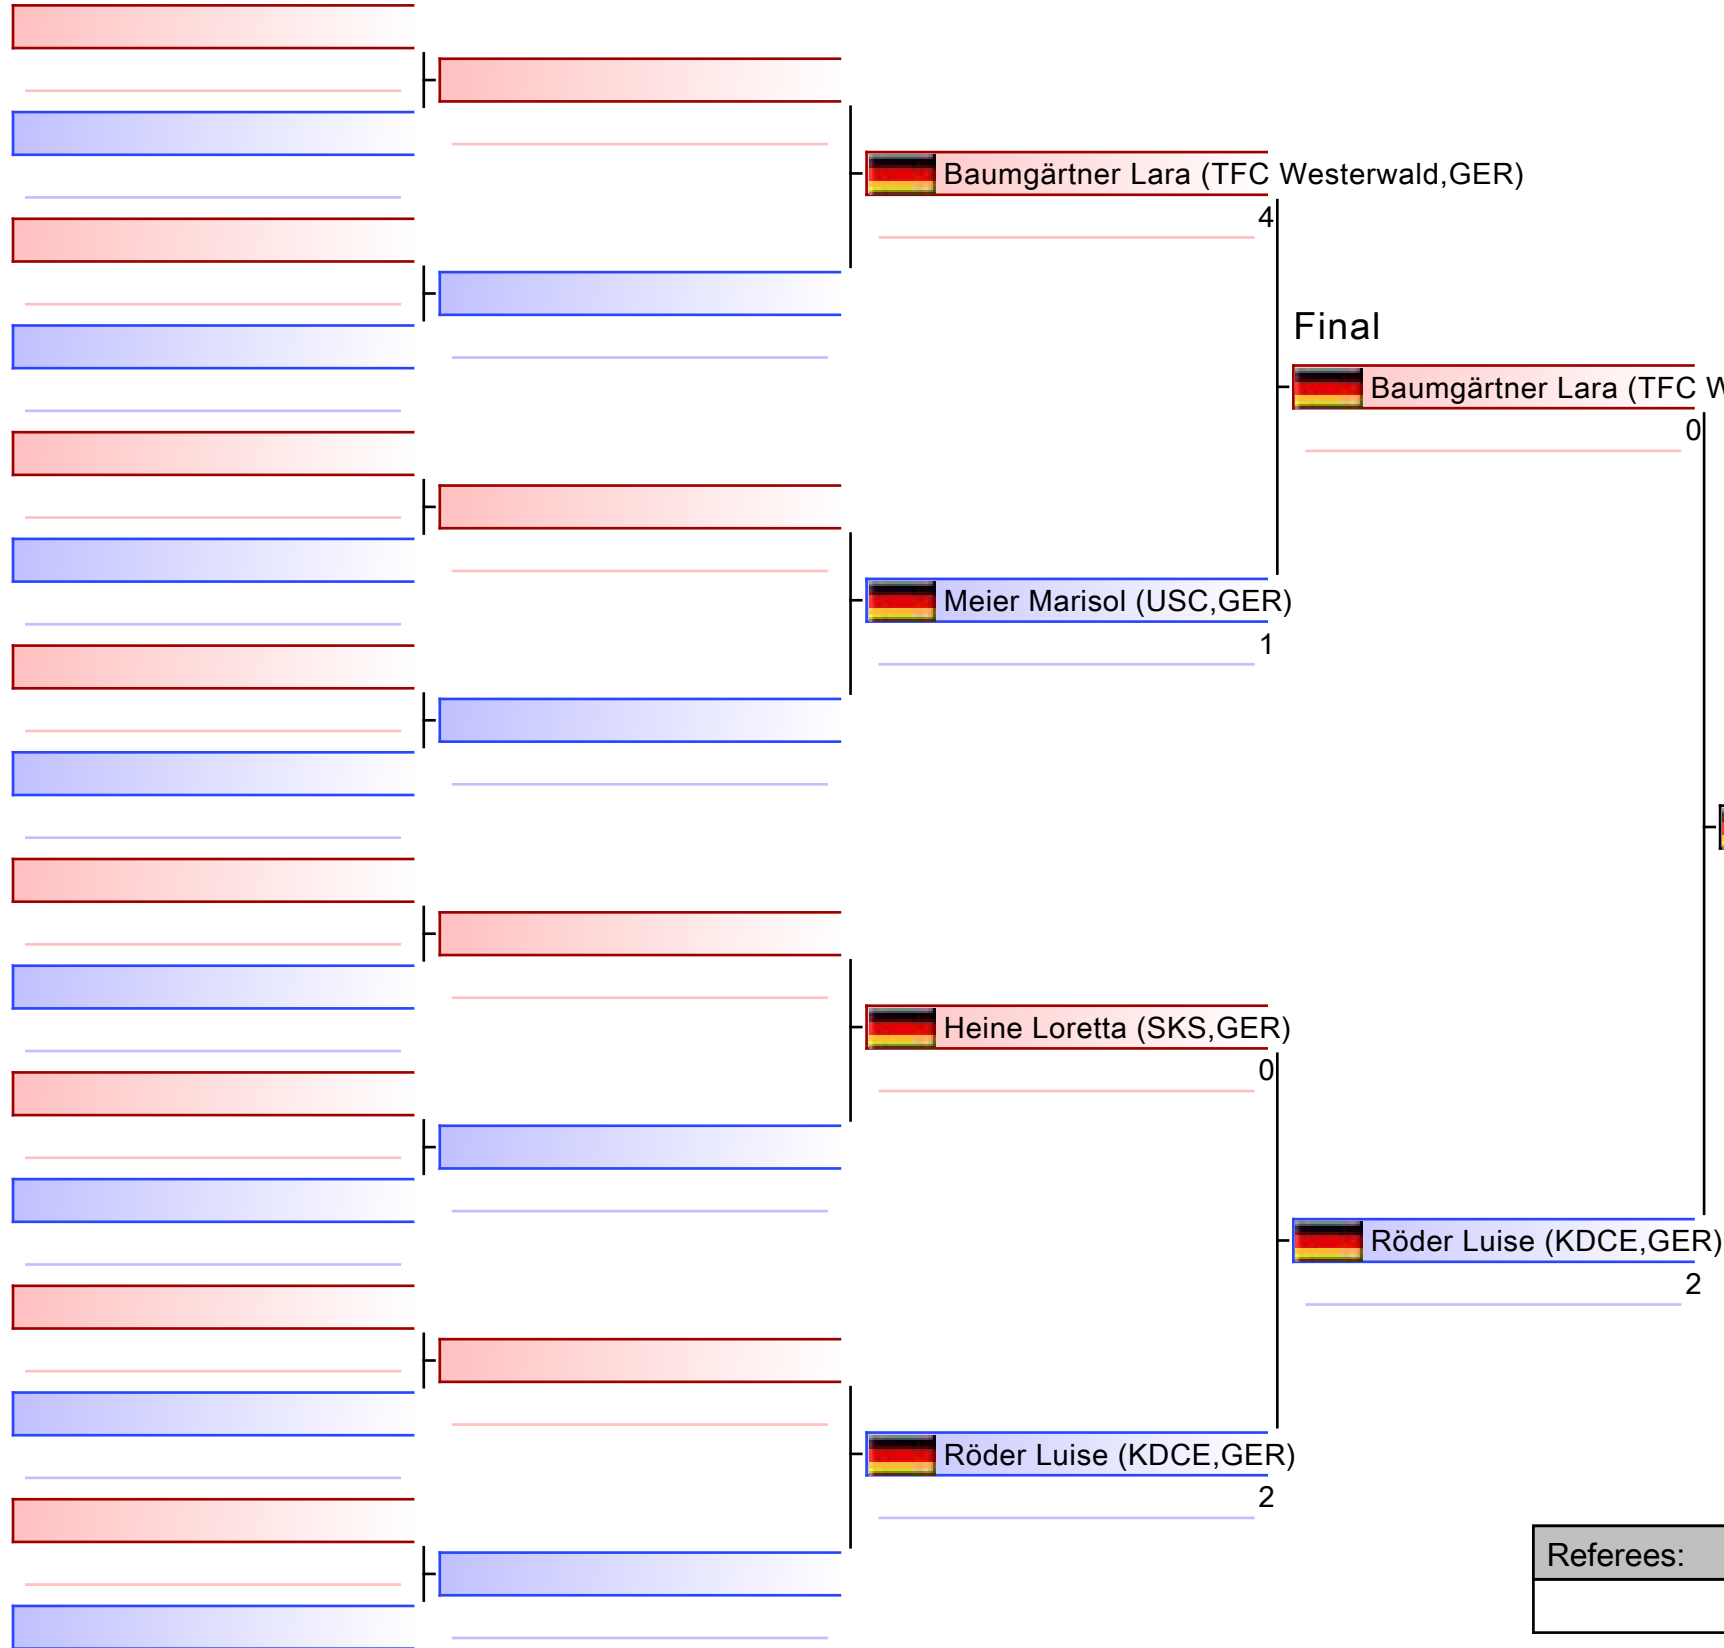 Baumgärtner Lara (TFC Westerwald,GER)
4
Final
Baumgärtner Lara (TFC
0
Meier Marisol (USC,GER)
1
Heine Loretta (SKS,GER)
0
Röder Luise (KDCE,GER)
2
Röder Luise (KDCE,GER)
2
Referees: